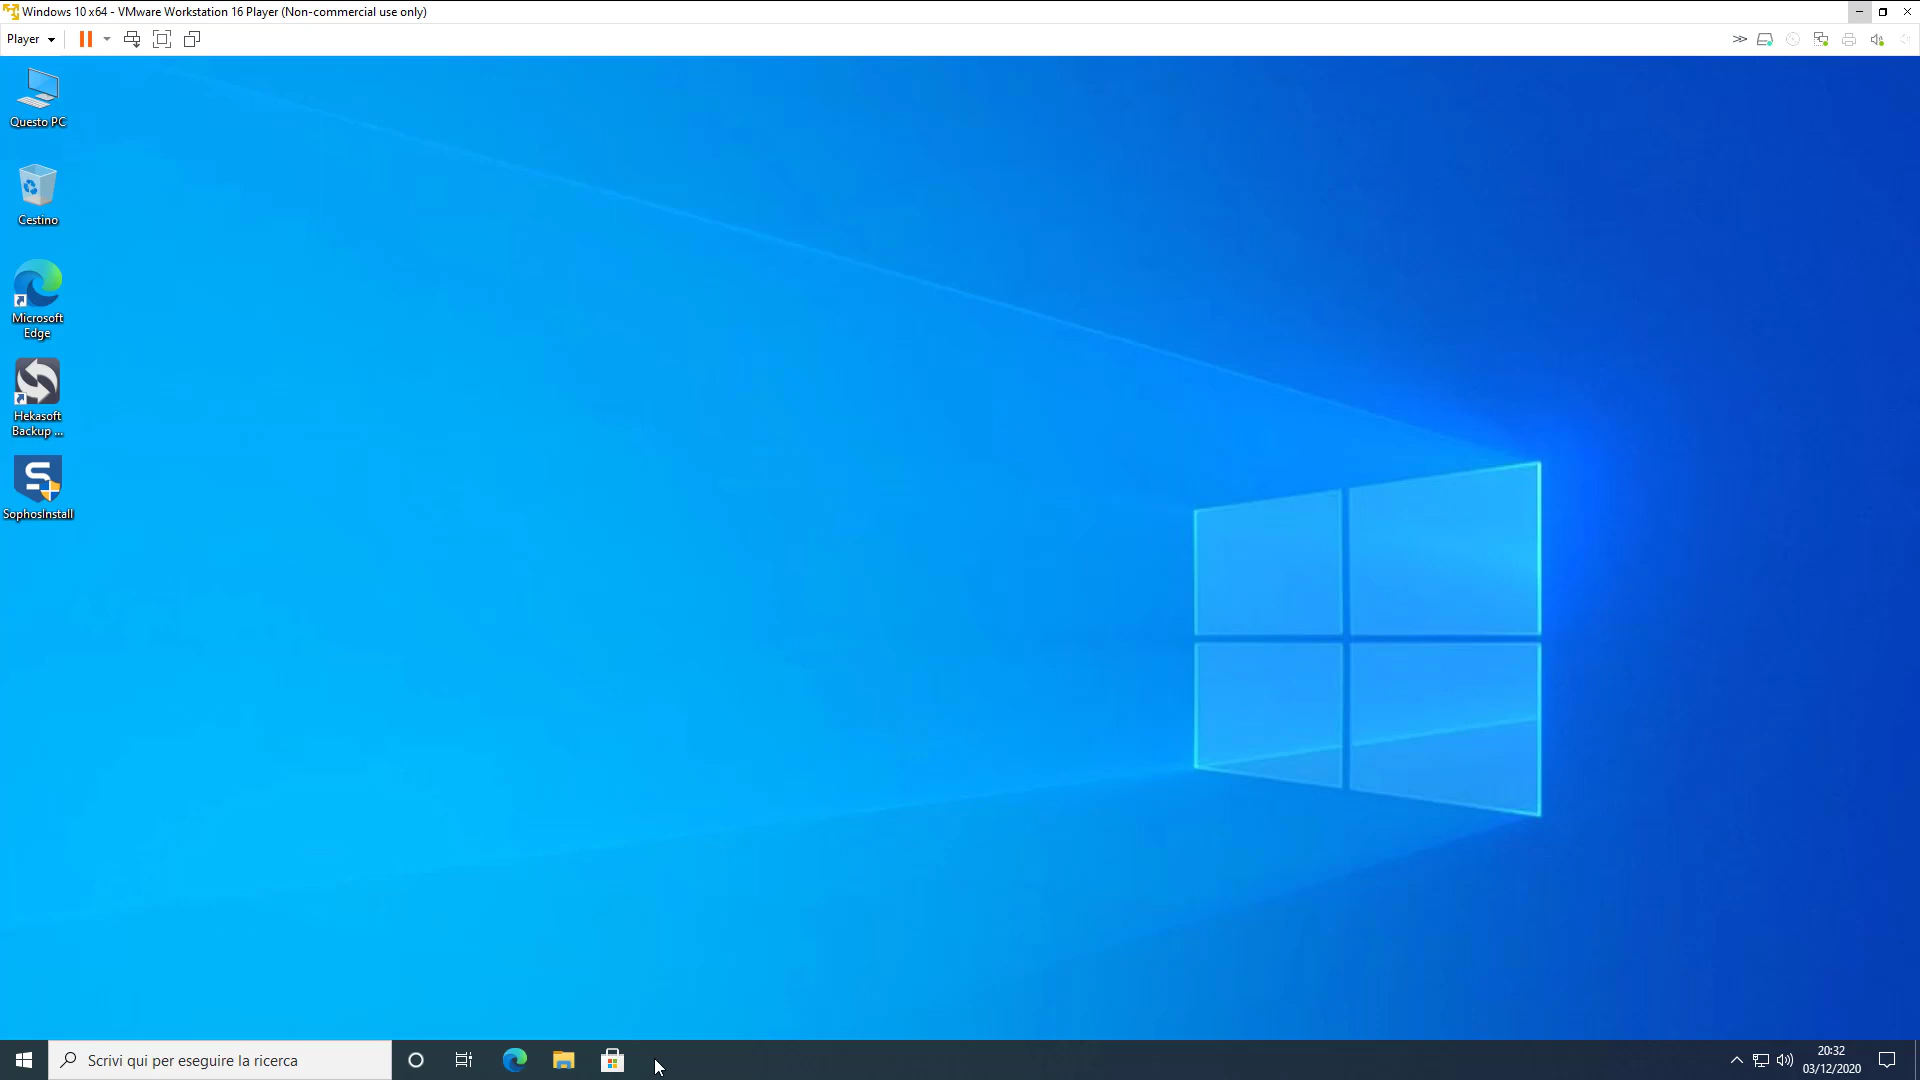 Windows 10 x64 - VMware Workstation 16 Player (Non-commercial use only)
Player
Questo PC
Cestino
Microsoft
Edge
Hekasoft
Backup ...
SophosInstall
Scrivi qui per eseguire la ricerca
20:32
03/12/2020